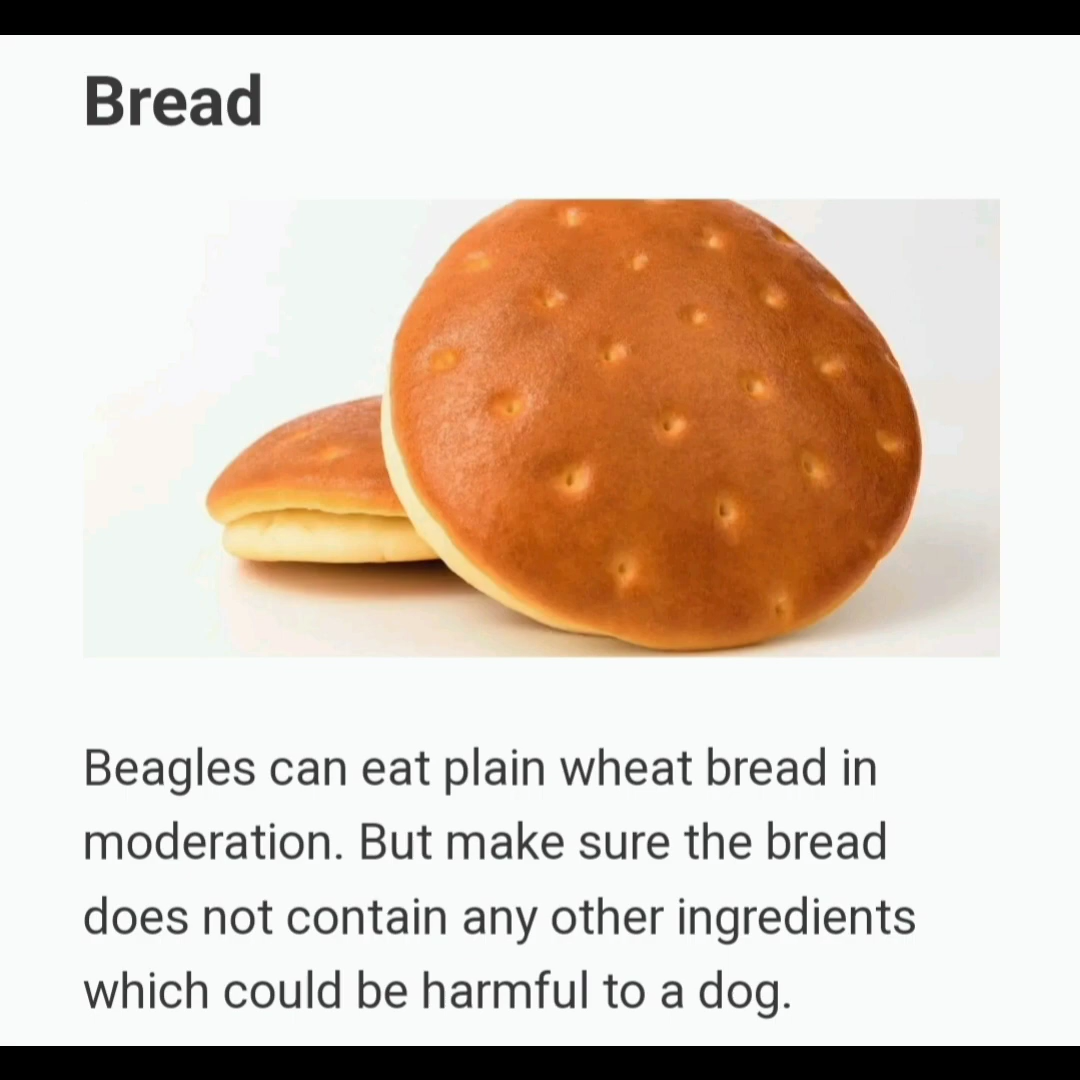 Bread
Beagles can eat plain wheat bread in
moderation. But make sure the bread
does not contain any other ingredients
which could be harmful to a dog.